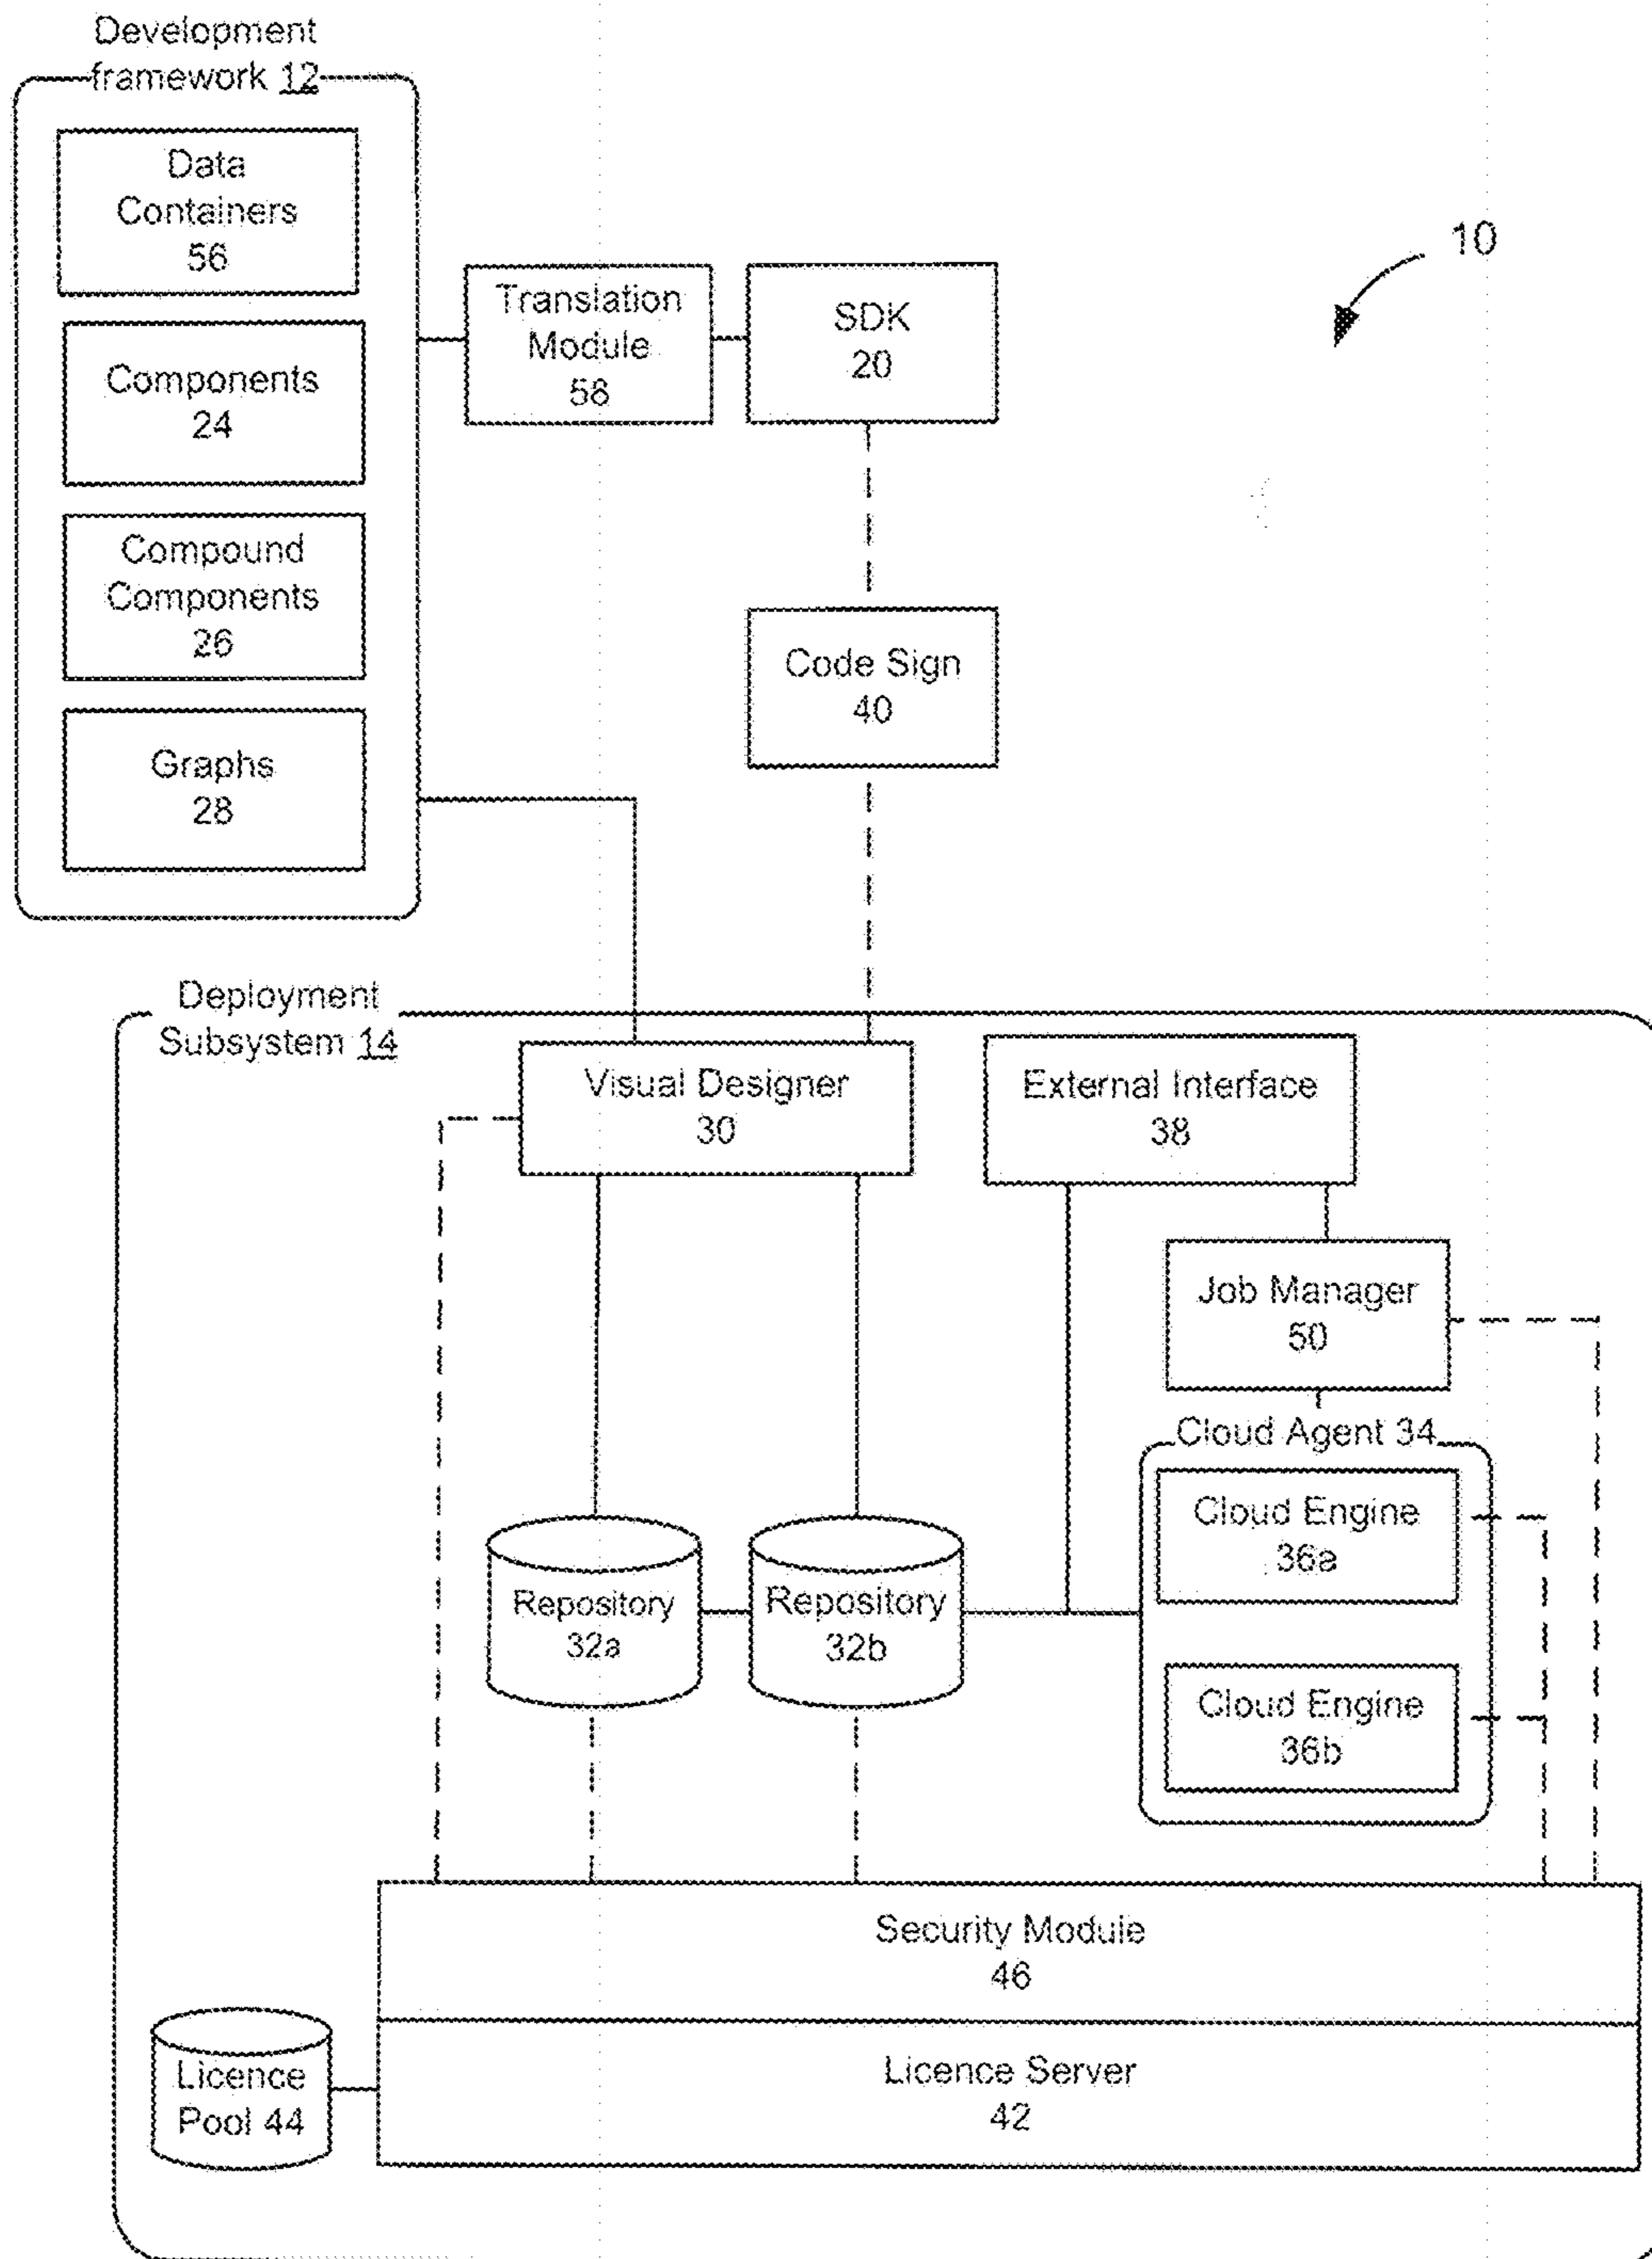 Development
framework 12
Data
Containers
56
Components
24
Compound
Components
26
Graphs
28
Translation
Module
58
SDK
20
10
Code Sign
40
Deployment
Subsystem 14
Visual Designer
30
External Interface
38
Job Manager
50
Cloud Agent 34
Cloud Engine
36a
Repository
32a
Repository
32b
Cloud Engine
36b
Security Module
46
Licence
Pool 44
Licence Server
42